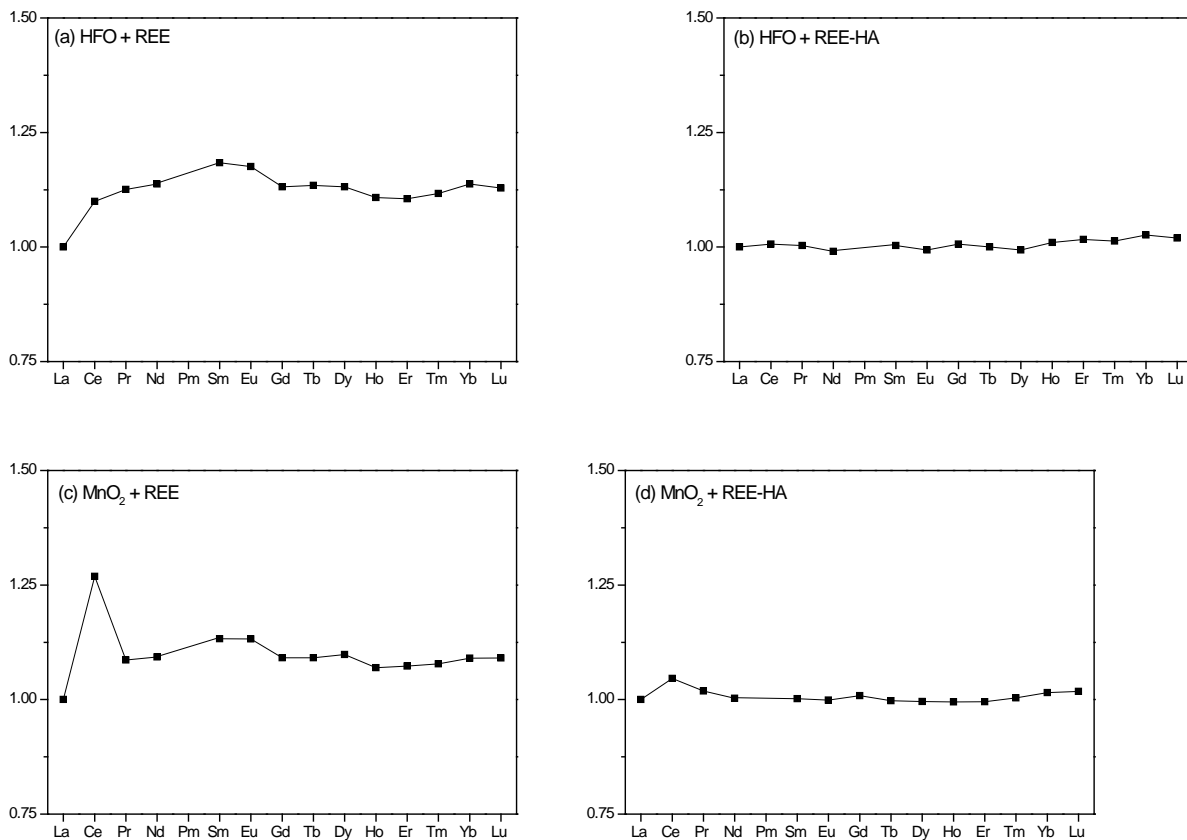 (a) HFO + REE
1.50
1.25
1.00
0.75
La Ce Pr Nd Pm Sm Eu Gd Tb Dy Ho Er Tm Yb Lu
(b) HFO + REE-HA
1.50
1.25
1.00
0.75
La Ce Pr Nd Pm Sm Eu Gd Tb Dy Ho Er Tm Yb Lu
(c) MnO₂ + REE
1.50
1.25
1.00
0.75
La Ce Pr Nd Pm Sm Eu Gd Tb Dy Ho Er Tm Yb Lu
(d) MnO₂ + REE-HA
1.50
1.25
1.00
0.75
La Ce Pr Nd Pm Sm Eu Gd Tb Dy Ho Er Tm Yb Lu